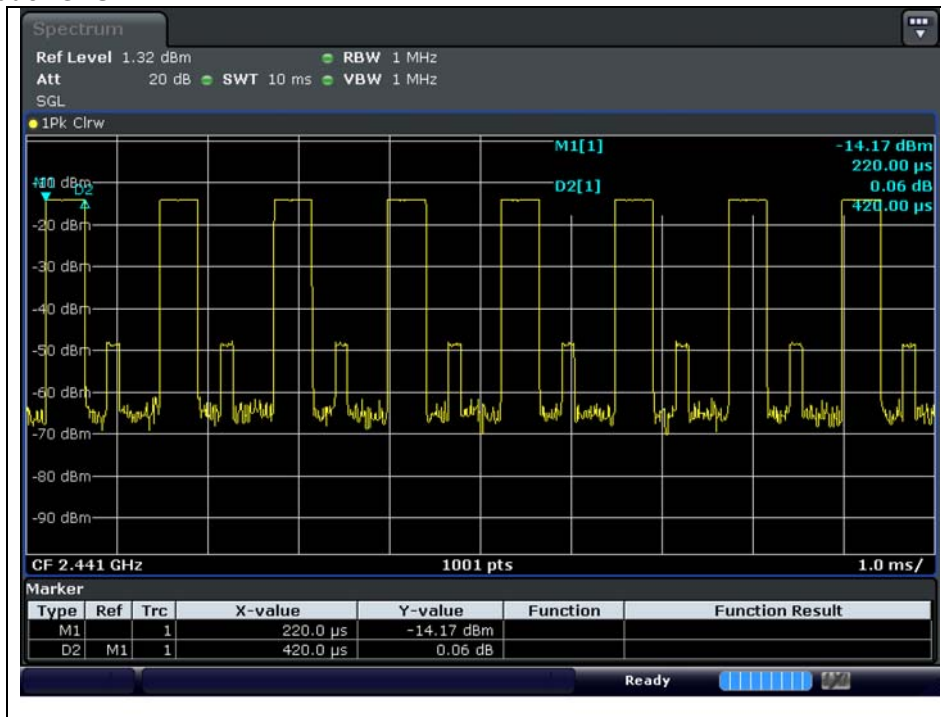 Spectrum
Ref Level 1.32 dBm RBW 1 MHz
Att 20 dB SWT 10 ms VBW 1 MHz
SGL
1Pk Clrw
M1[1] -14.17 dBm
220.00 µs
D2[1] 0.06 dB
420.00 µs
M1
D2
-10 dBm
-20 dBm
-30 dBm
-40 dBm
-50 dBm
-60 dBm
-70 dBm
-80 dBm
-90 dBm
CF 2.441 GHz 1001 pts 1.0 ms/
Marker
Type Ref Trc X-value Y-value Function Function Result
M1 1 220.0 µs -14.17 dBm
D2 M1 1 420.0 µs 0.06 dB
Ready